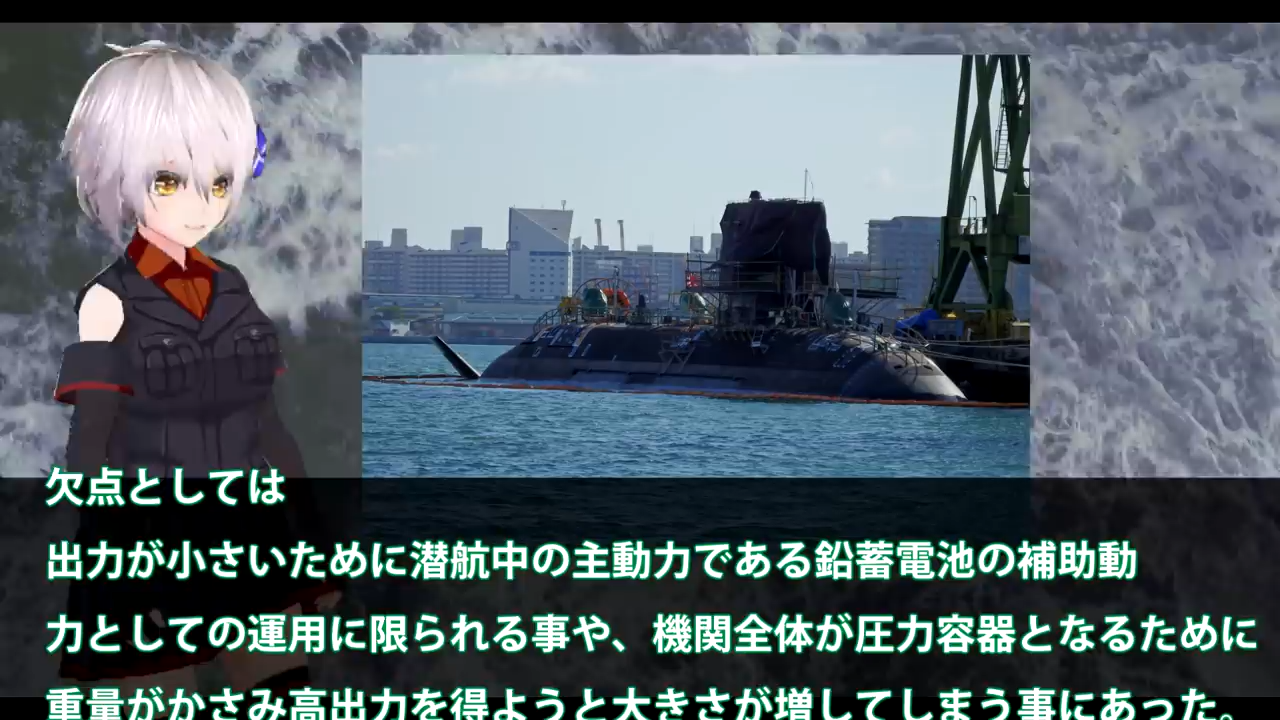 欠点としては
出力が小さいために潜航中の主動力である鉛蓄電池の補助動
力としての運用に限られる事や、機関全体が圧力容器となるために
重量がかさみ高出力を得ようと大きさが増してしまう事にあった。